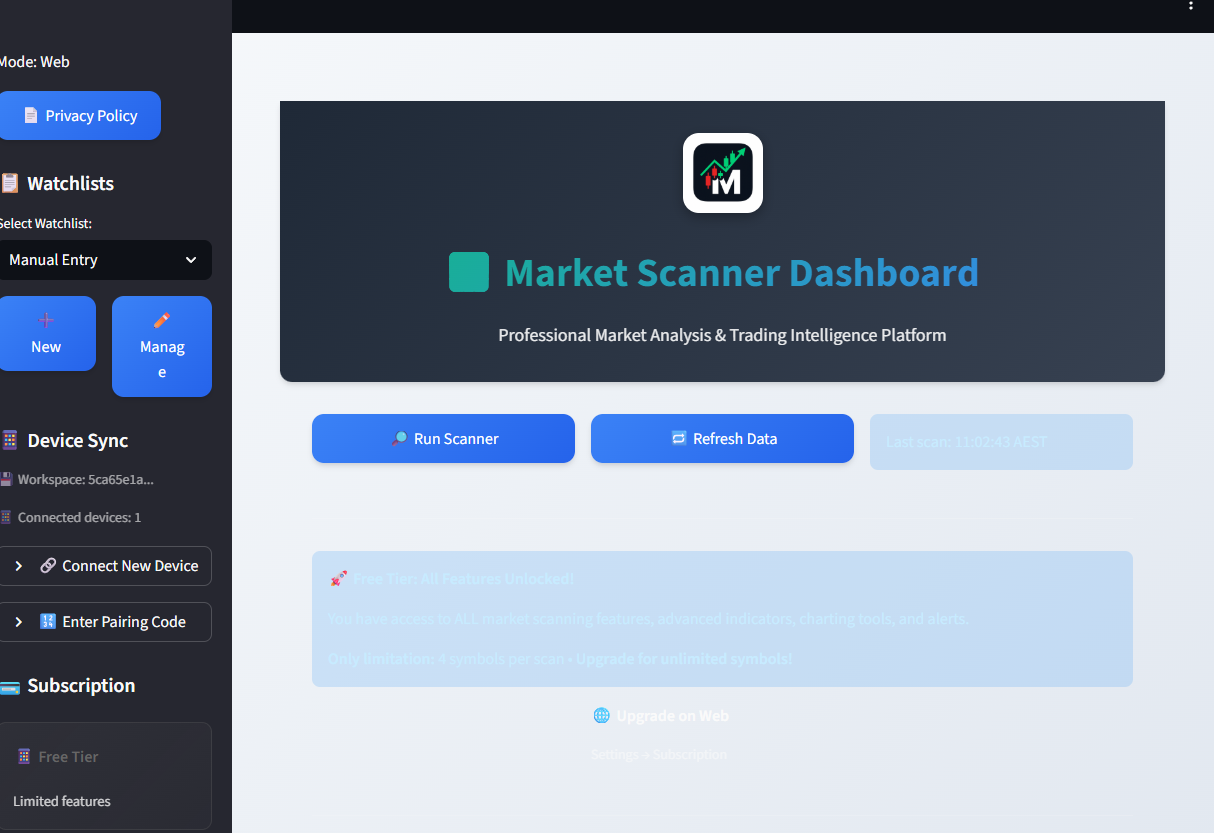 Mode: Web
Privacy Policy
Watchlists
Select Watchlist:
Manual Entry
New
Manag
e
Device Sync
Workspace: 5ca65e1a...
Connected devices: 1
Connect New Device
Enter Pairing Code
Subscription
Free Tier
Limited features
M
Market Scanner Dashboard
Professional Market Analysis & Trading Intelligence Platform
Run Scanner
Refresh Data
Last scan: 11:02:43 AEST
Free Tier: All Features Unlocked!
You have access to ALL market scanning features, advanced indicators, charting tools, and alerts.
Only limitation: 4 symbols per scan • Upgrade for unlimited symbols!
Upgrade on Web
Settings → Subscription